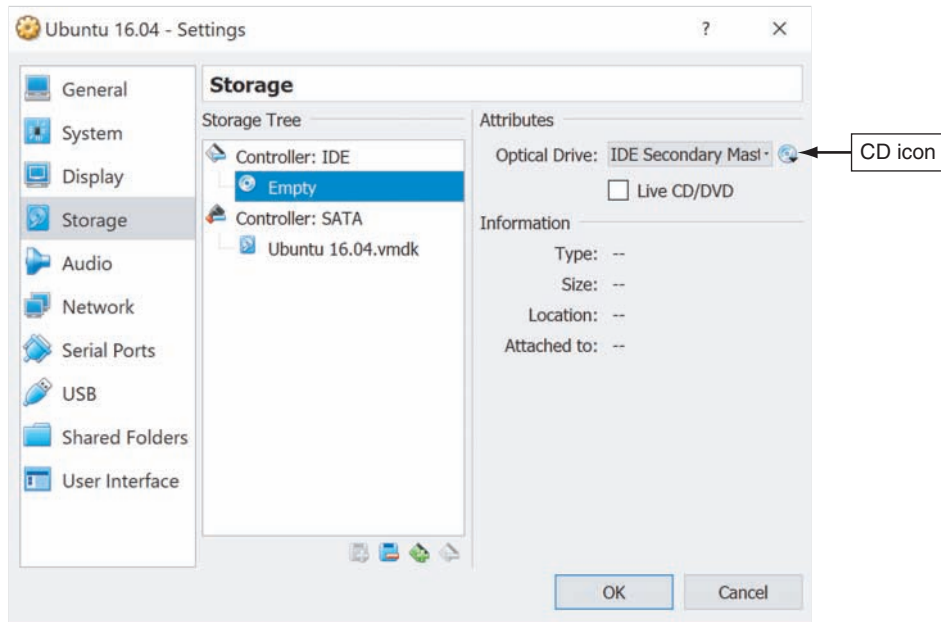 Ubuntu 16.04 - Settings ? ×
General
System
Display
Storage
Audio
Network
Serial Ports
USB
Shared Folders
User Interface
Storage
Storage Tree
Controller: IDE
Empty
Controller: SATA
Ubuntu 16.04.vmdk
Attributes
Optical Drive: IDE Secondary Mast
Live CD/DVD
Information
Type: --
Size: --
Location: --
Attached to: --
OK Cancel
CD icon